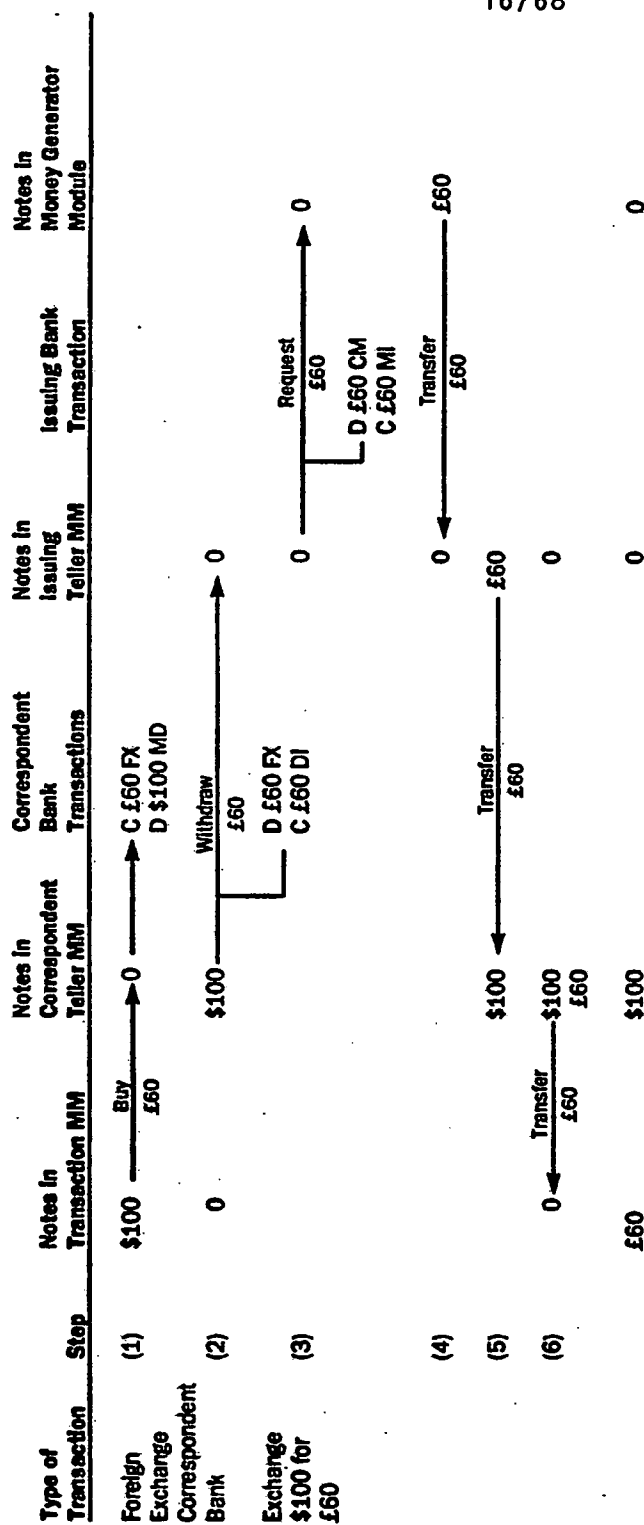 16/68
Type of Transaction
Step
Notes in Transaction MM
Notes in Correspondent Teller MM
Correspondent Bank Transactions
Notes in Issuing Teller MM
Issuing Bank Transaction
Notes in Money Generator Module
Foreign
Exchange
Correspondent
Bank
Exchange
$100 for
£60
(1)
$100
Buy
£60
0
C £60 FX
D $100 MD
(2)
0
$100
Withdraw
£60
D £60 FX
C £60 DI
0
(3)
0
Request
£60
D £60 CM
C £60 MI
0
(4)
0
Transfer
£60
£60
(5)
$100
Transfer
£60
£60
(6)
0
Transfer
£60
$100
£60
0
£60
$100
0
0